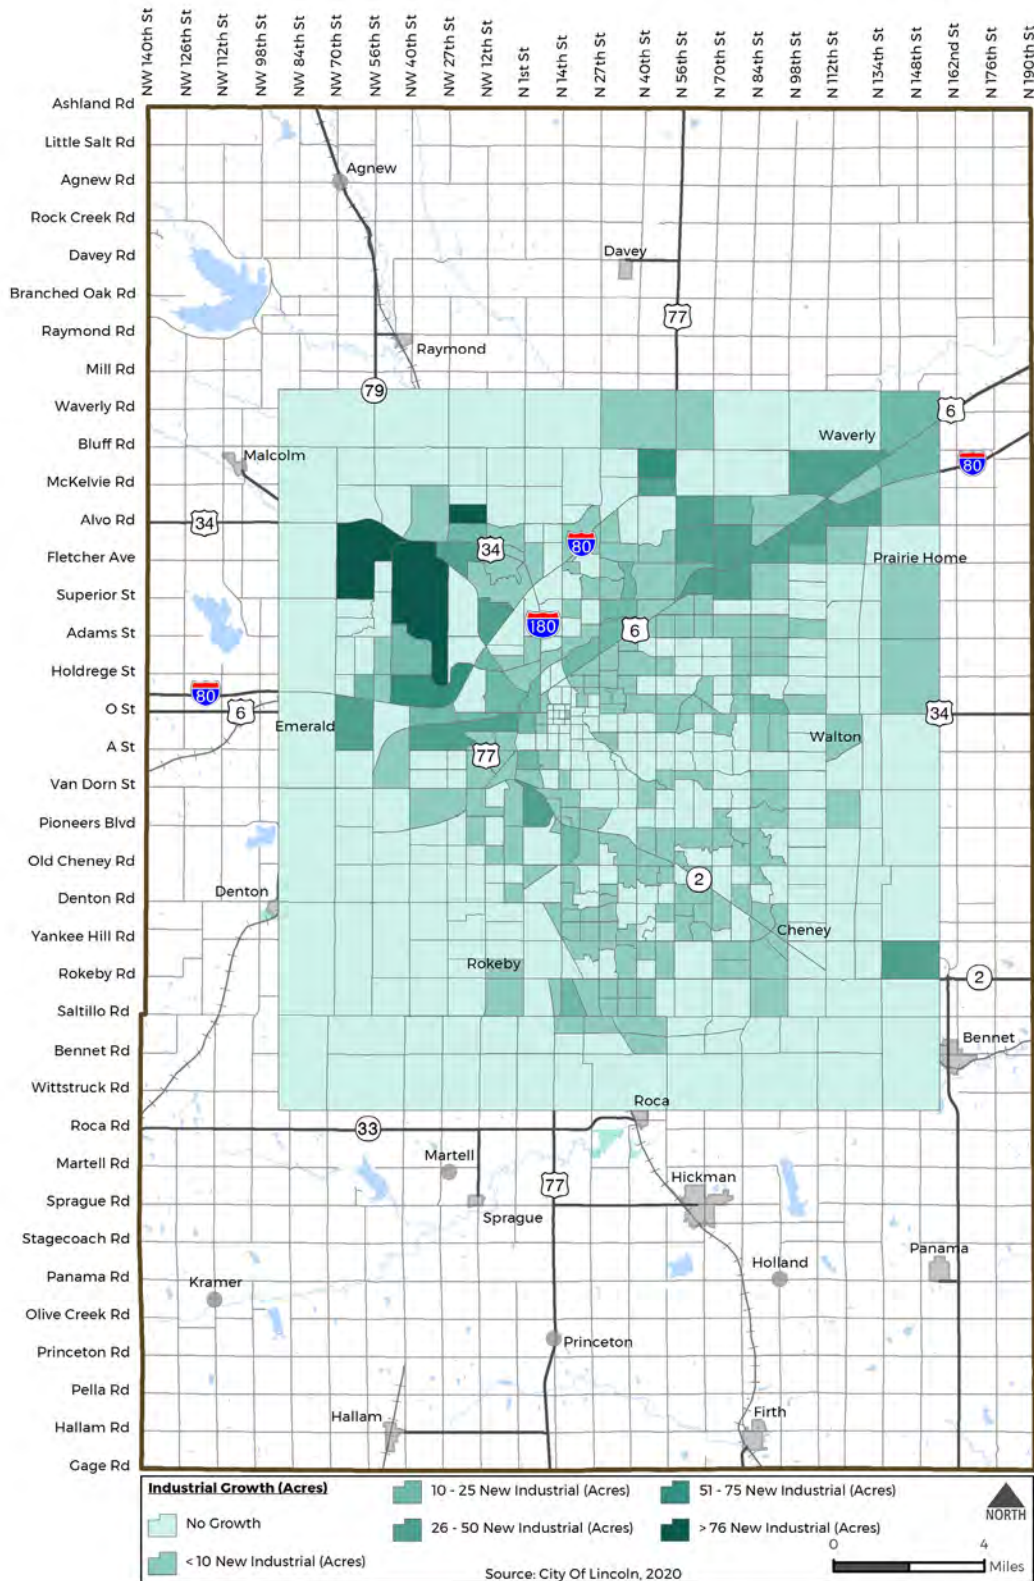 NW 140th St
NW 126th St
NW 112th St
NW 98th St
NW 84th St
NW 70th St
NW 56th St
NW 40th St
NW 27th St
NW 12th St
N 1st St
N 14th St
N 27th St
N 40th St
N 56th St
N 70th St
N 84th St
N 98th St
N 112th St
N 134th St
N 148th St
N 162nd St
N 176th St
N 190th St
Ashland Rd
Little Salt Rd
Agnew Rd
Agnew
Rock Creek Rd
Davey Rd
Davey
Branched Oak Rd
77
Raymond Rd
Raymond
Mill Rd
79
Waverly Rd
6
Bluff Rd
Waverly
Malcolm
80
McKelvie Rd
Alvo Rd
34
34
80
Fletcher Ave
Prairie Home
Superior St
180
6
Adams St
Holdrege St
80
O St
6
Emerald
34
A St
77
Walton
Van Dorn St
Pioneers Blvd
Old Cheney Rd
2
Denton Rd
Denton
Yankee Hill Rd
Cheney
Rokeby Rd
Rokeby
2
Saltillo Rd
Bennet Rd
Bennet
Wittstruck Rd
Roca
Roca Rd
33
Martell Rd
Martell
77
Hickman
Sprague Rd
Sprague
Stagecoach Rd
Panama
Panama Rd
Kramer
Holland
Olive Creek Rd
Princeton
Princeton Rd
Pella Rd
Hallam
Firth
Hallam Rd
Gage Rd
Industrial Growth (Acres)
No Growth
< 10 New Industrial (Acres)
10 - 25 New Industrial (Acres)
26 - 50 New Industrial (Acres)
51 - 75 New Industrial (Acres)
> 76 New Industrial (Acres)
NORTH
0
4
Miles
Source: City Of Lincoln, 2020